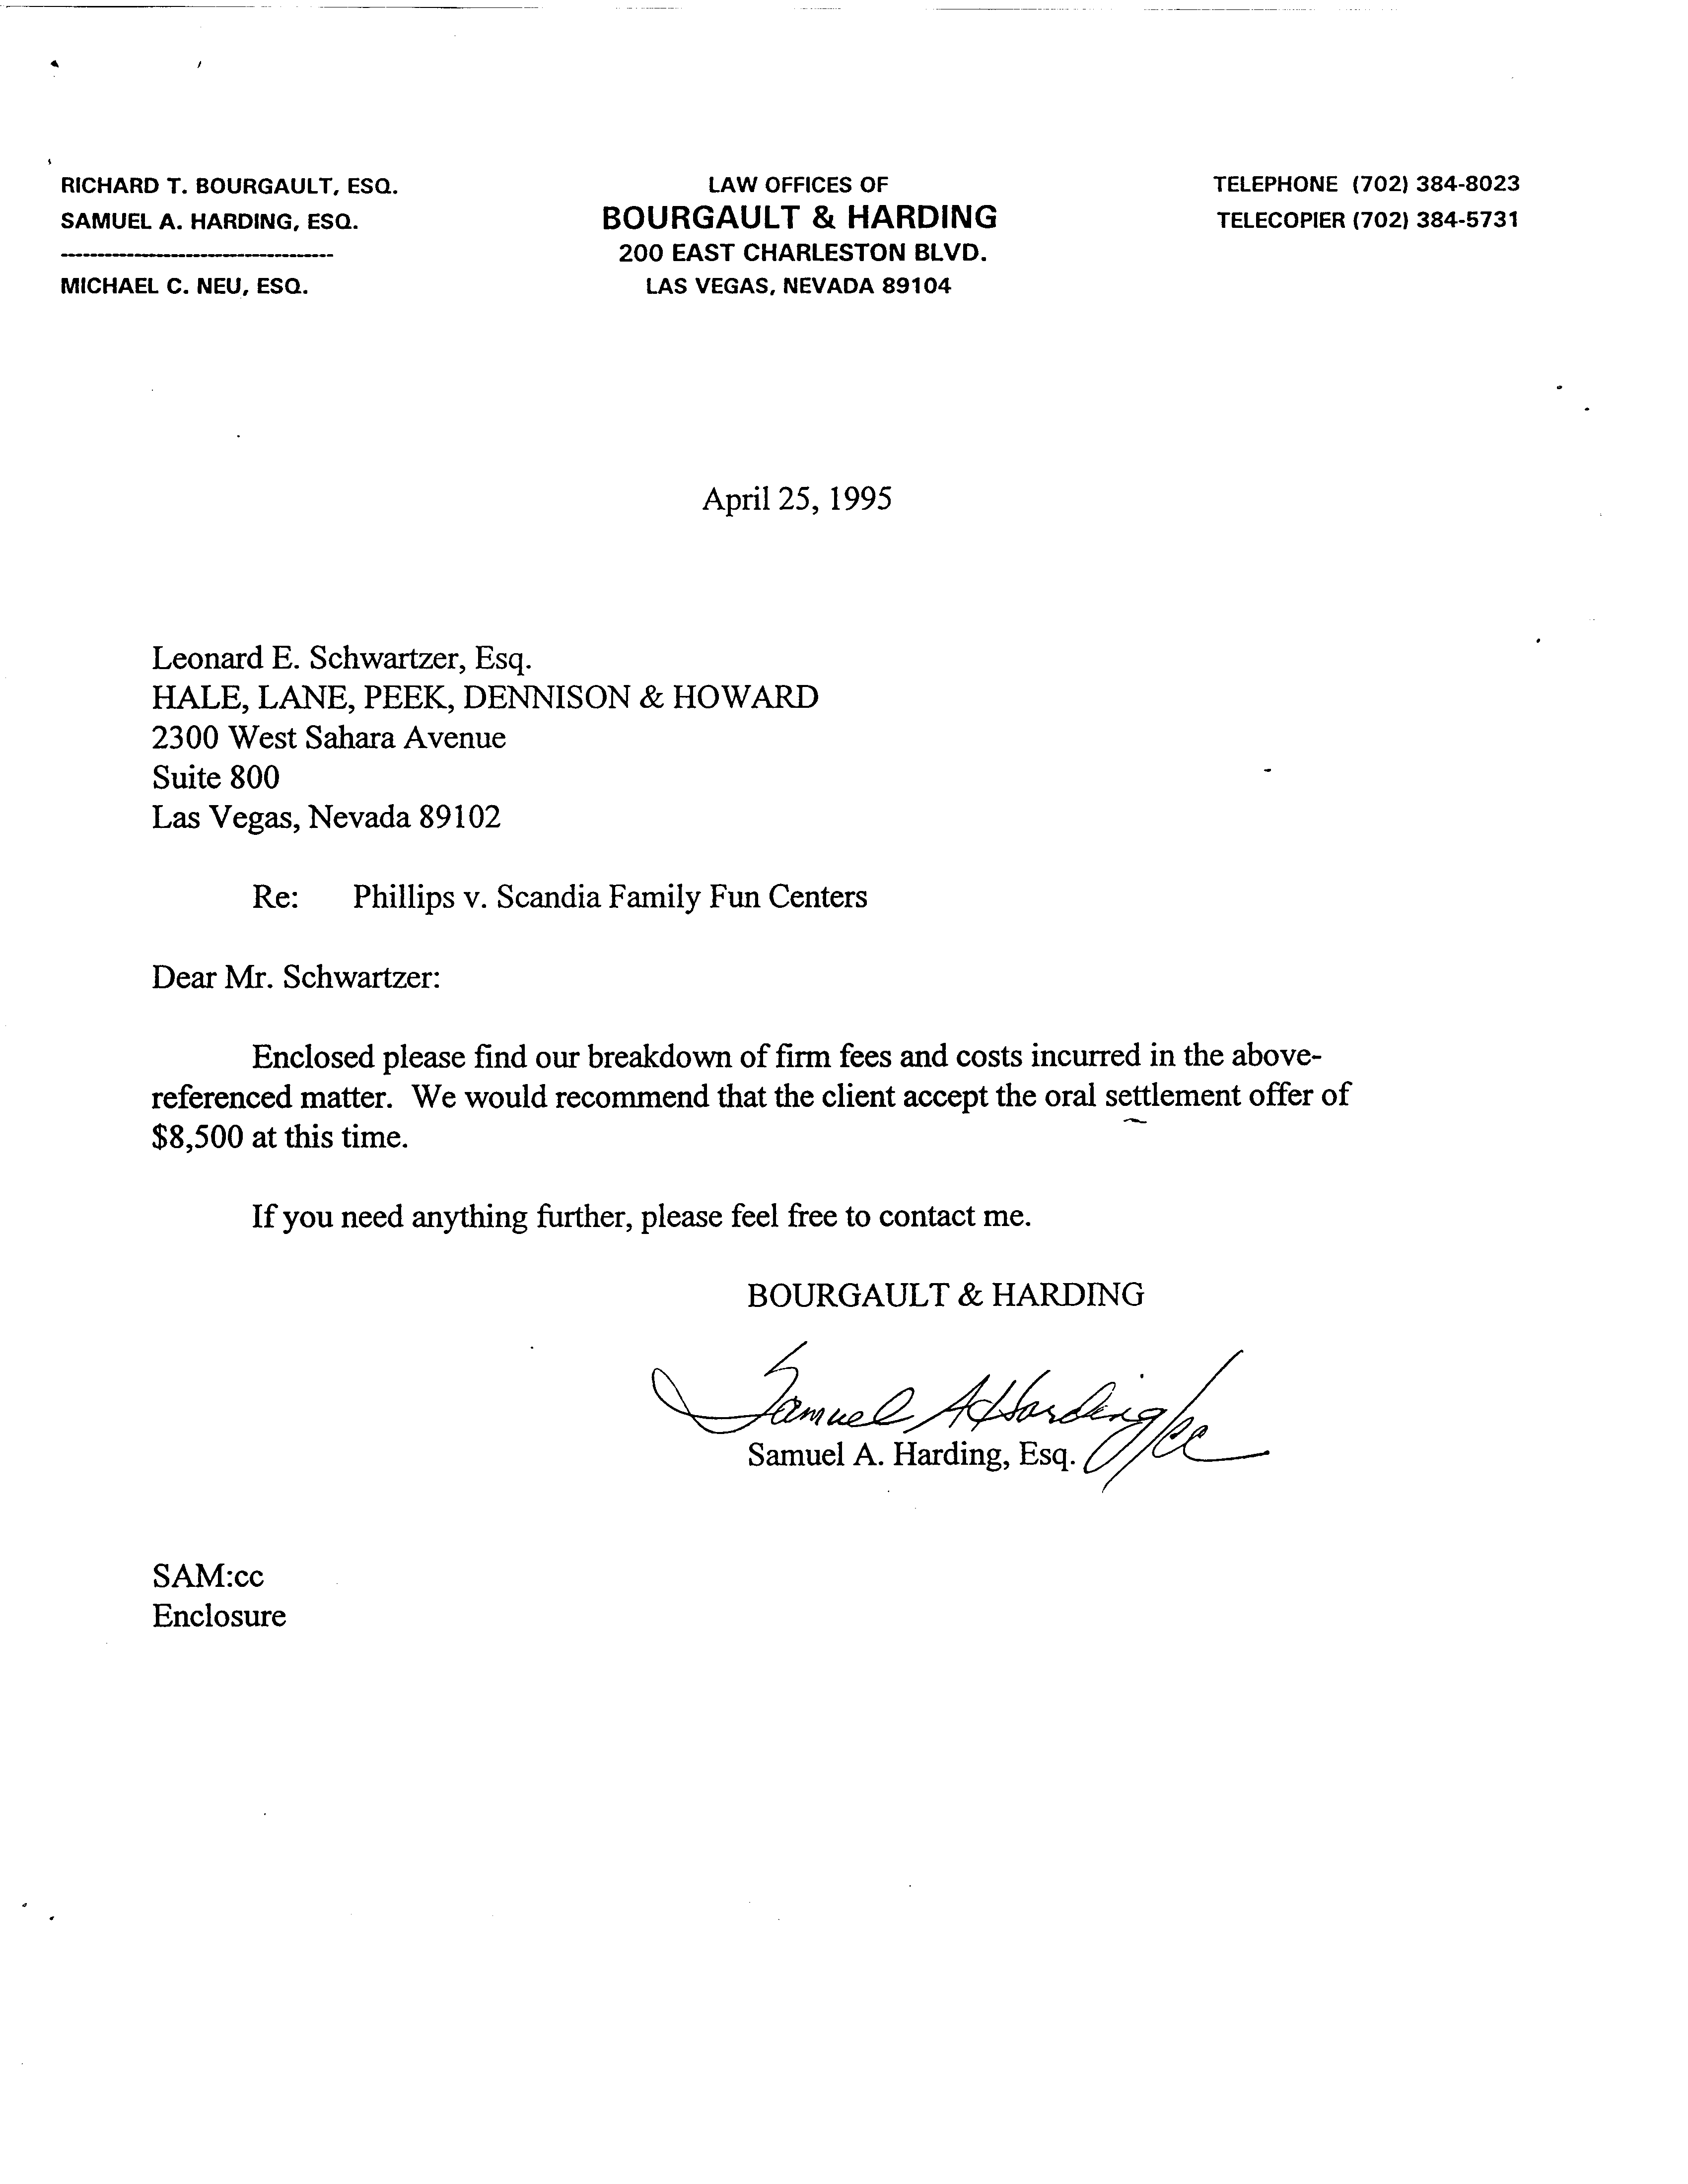 RICHARD T. BOURGAULT, ESQ.
SAMUEL A. HARDING, ESQ.
-------------------------------------
MICHAEL C. NEU, ESQ.
LAW OFFICES OF
BOURGAULT & HARDING
200 EAST CHARLESTON BLVD.
LAS VEGAS, NEVADA 89104
TELEPHONE (702) 384-8023
TELECOPIER (702) 384-5731
April 25, 1995
Leonard E. Schwartzer, Esq.
HALE, LANE, PEEK, DENNISON & HOWARD
2300 West Sahara Avenue
Suite 800
Las Vegas, Nevada 89102
Re: Phillips v. Scandia Family Fun Centers
Dear Mr. Schwartzer:
Enclosed please find our breakdown of firm fees and costs incurred in the above-
referenced matter. We would recommend that the client accept the oral settlement offer of
$8,500 at this time.
If you need anything further, please feel free to contact me.
BOURGAULT & HARDING
Samuel A Harding/cc
Samuel A. Harding, Esq.
SAM:cc
Enclosure